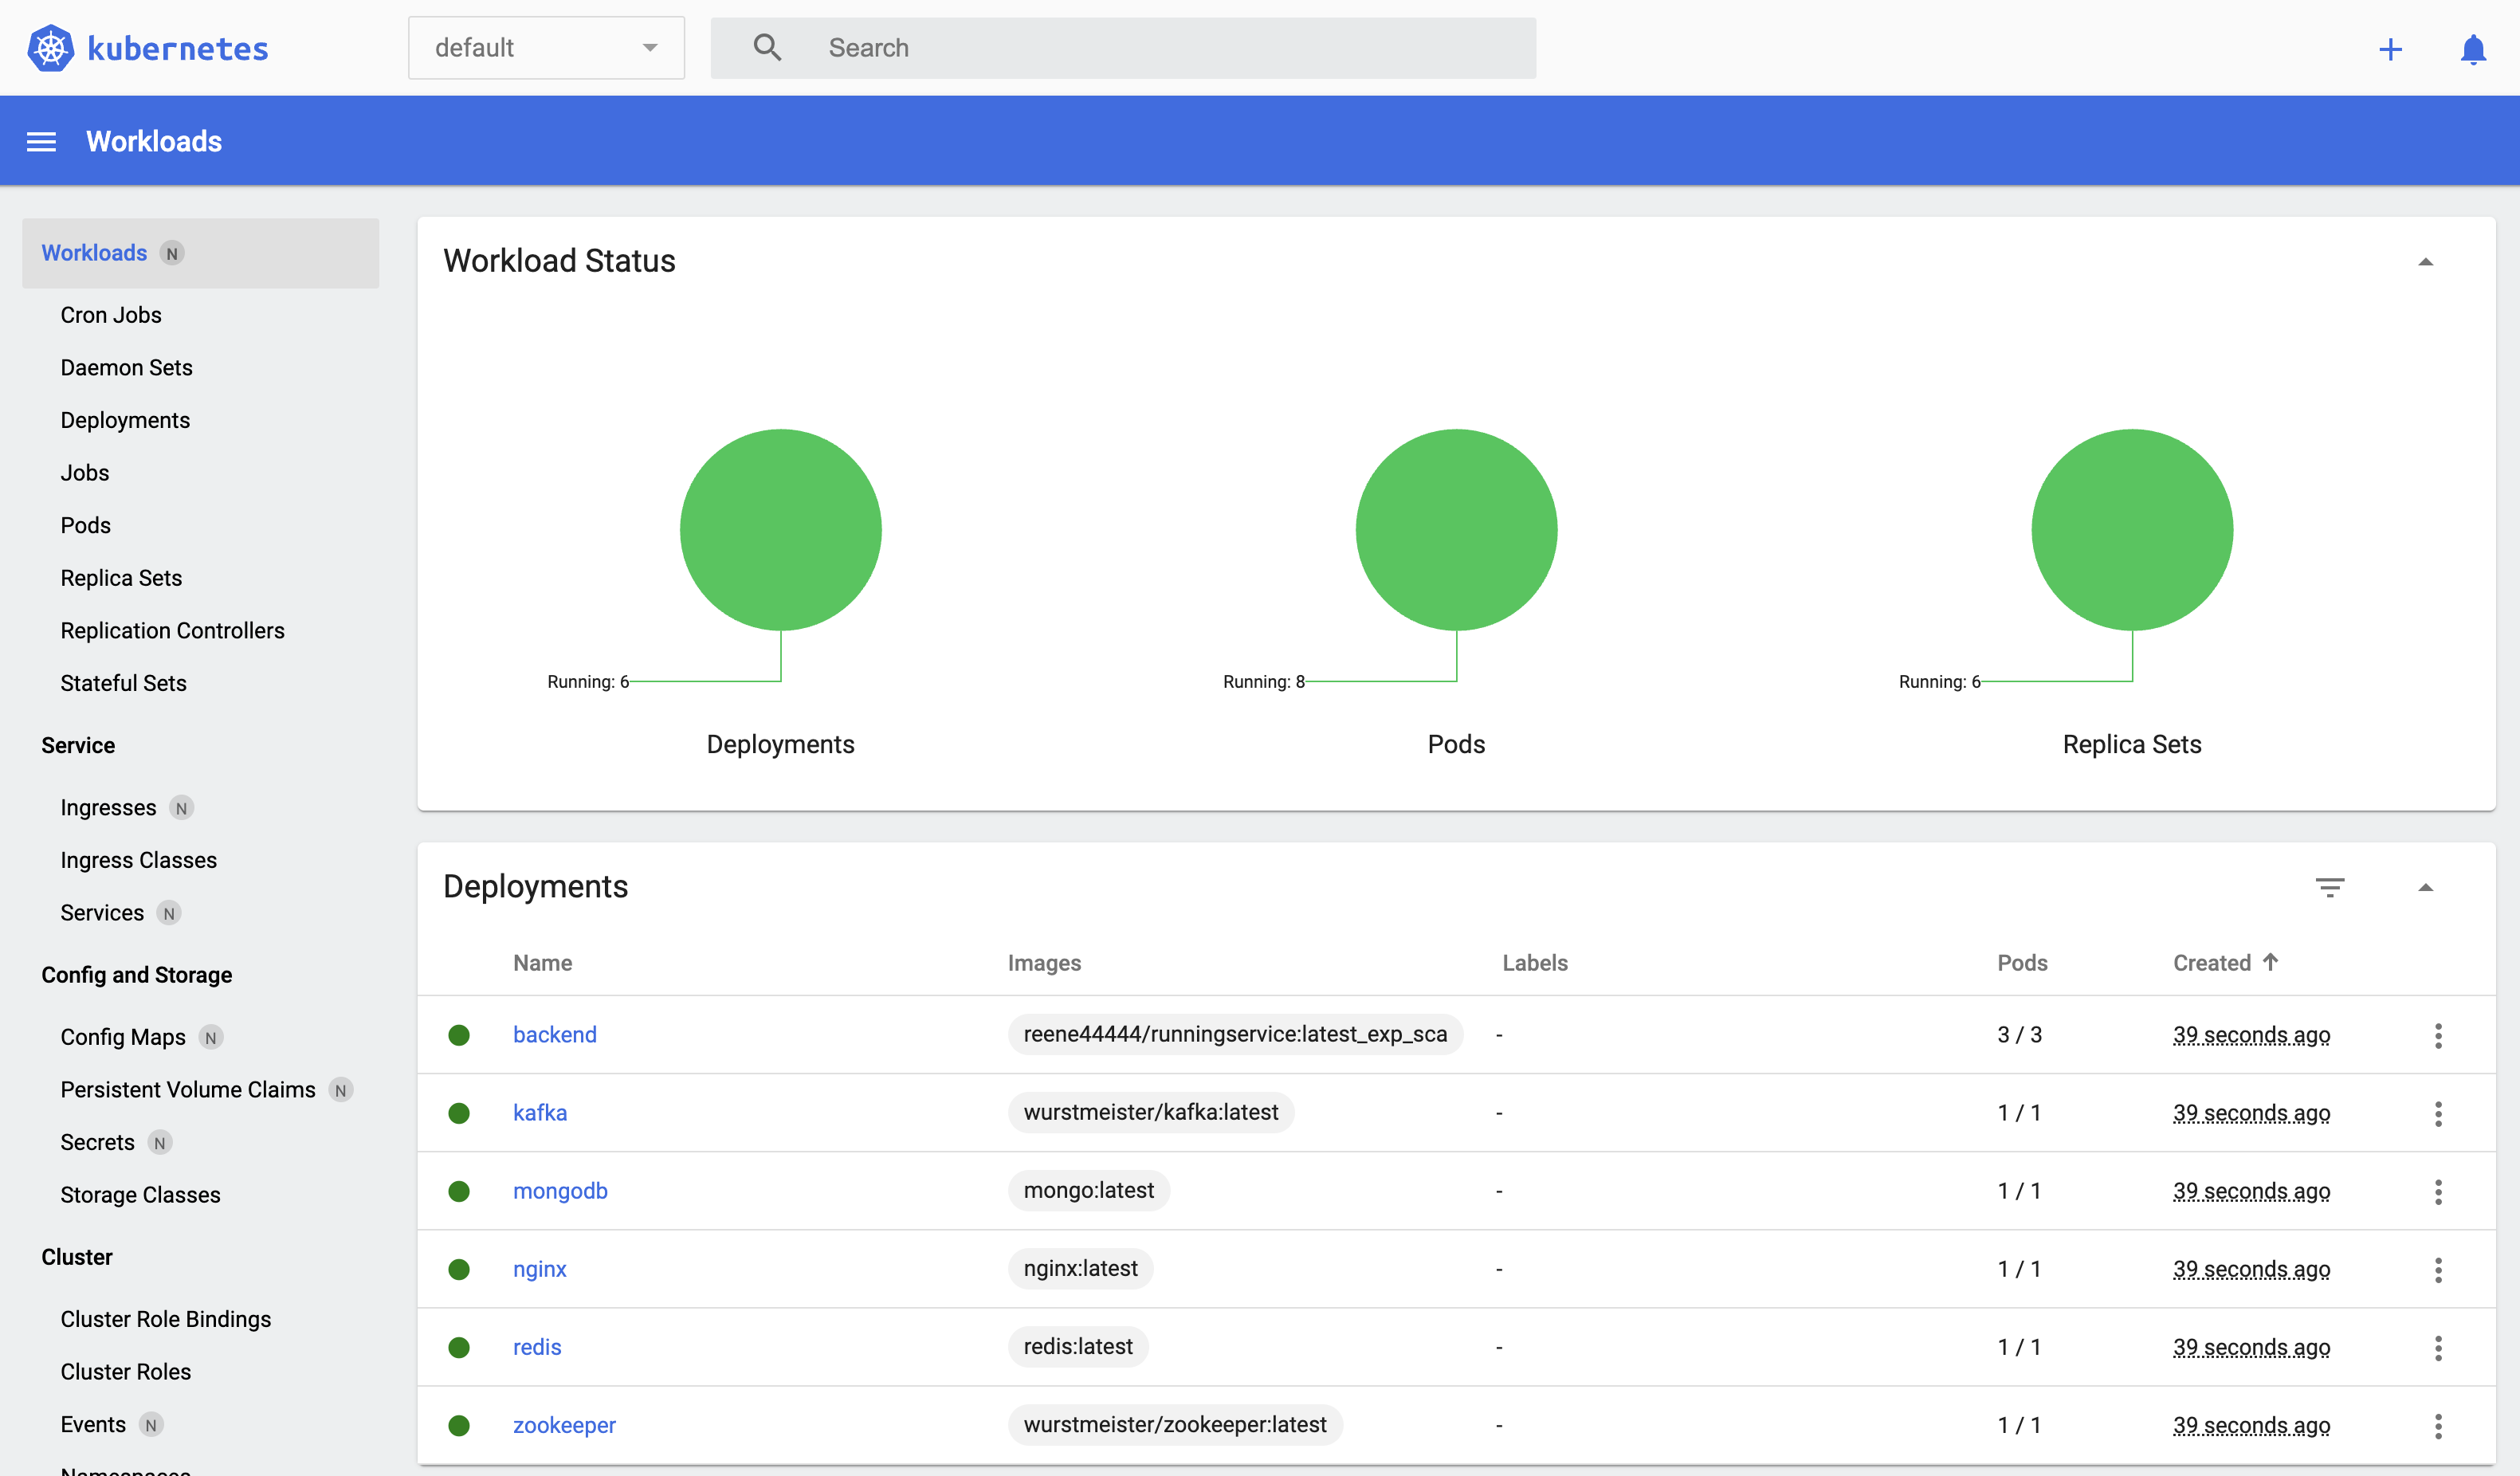 kubernetes
default
Search
Workloads
Workloads N
Cron Jobs
Daemon Sets
Deployments
Jobs
Pods
Replica Sets
Replication Controllers
Stateful Sets
Service
Ingresses N
Ingress Classes
Services N
Config and Storage
Config Maps N
Persistent Volume Claims N
Secrets N
Storage Classes
Cluster
Cluster Role Bindings
Cluster Roles
Events N
Namespaces
Workload Status
Running: 6
Deployments
Running: 8
Pods
Running: 6
Replica Sets
Deployments
Name Images Labels Pods Created
backend reene44444/runningservice:latest_exp_sca - 3 / 3 39 seconds ago
kafka wurstmeister/kafka:latest - 1 / 1 39 seconds ago
mongodb mongo:latest - 1 / 1 39 seconds ago
nginx nginx:latest - 1 / 1 39 seconds ago
redis redis:latest - 1 / 1 39 seconds ago
zookeeper wurstmeister/zookeeper:latest - 1 / 1 39 seconds ago